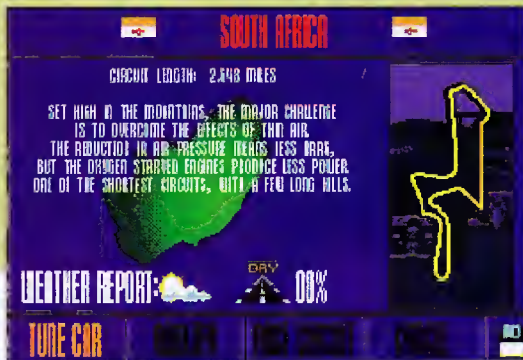 SOUTH AFRICA
CIRCUIT LENGTH: 2.648 MILES
SET HIGH IN THE MOUNTAINS, THE MAJOR CHALLENGE
IS TO OVERCOME THE EFFECTS OF THIN AIR.
THE REDUCTION IN AIR PRESSURE MEANS LESS DRAG,
BUT THE OXYGEN STARVED ENGINES PRODUCE LESS POWER.
ONE OF THE SHORTEST CIRCUITS, WITH A FEW LONG HILLS.
WEATHER REPORT:
DRY
00%
TUNE CAR